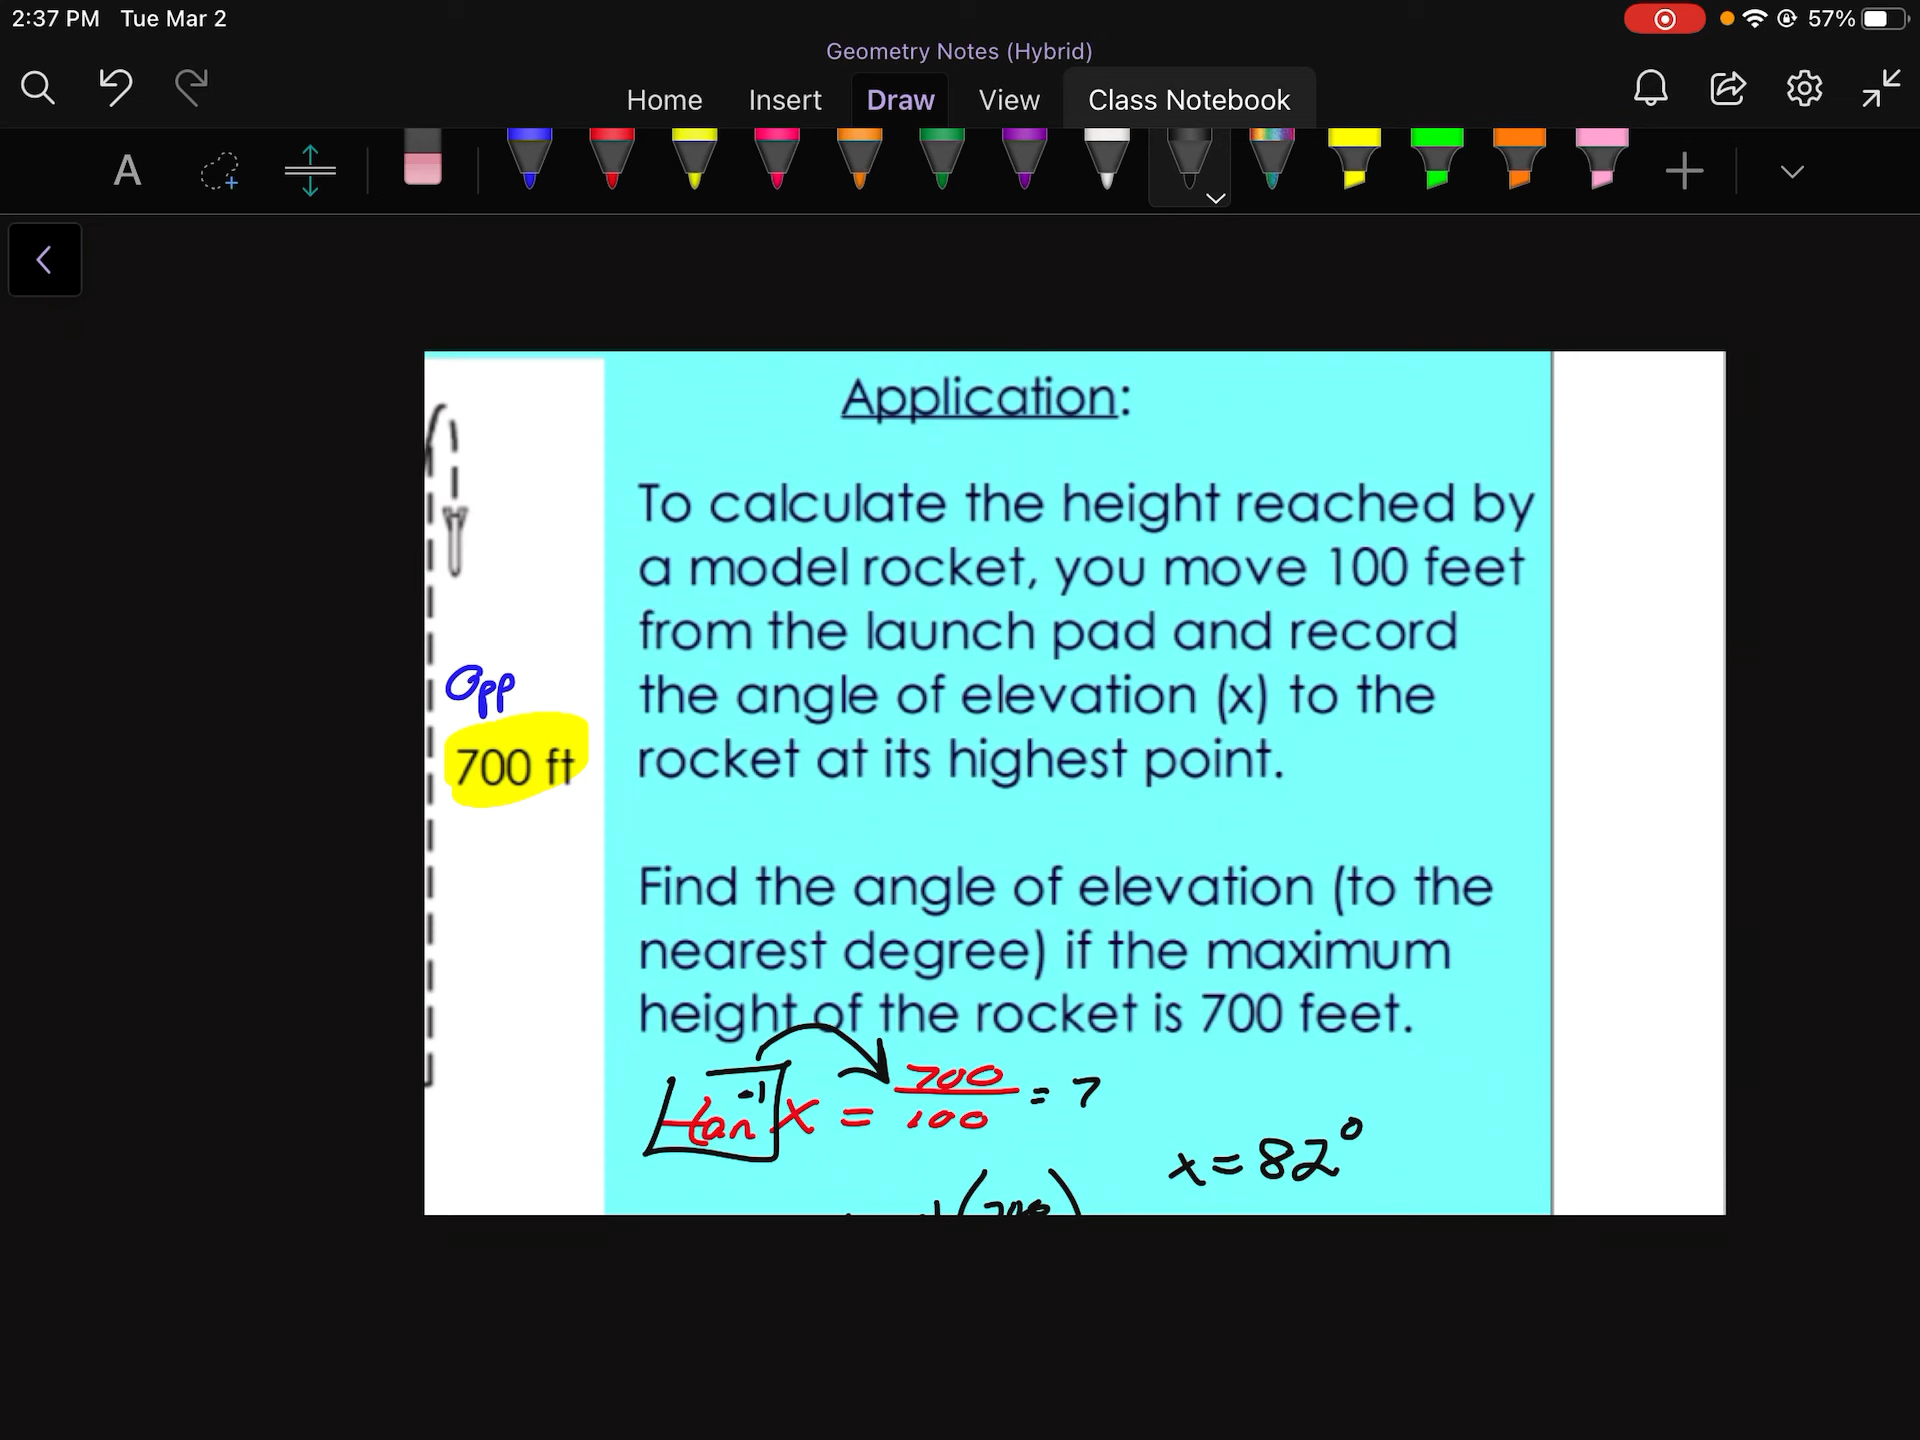 2:37 PM Tue Mar 2
57%
Geometry Notes (Hybrid)
Home Insert Draw View Class Notebook
A
Application:
To calculate the height reached by
a model rocket, you move 100 feet
from the launch pad and record
the angle of elevation (x) to the
rocket at its highest point.
Opp
700 ft
Find the angle of elevation (to the
nearest degree) if the maximum
height of the rocket is 700 feet.
tan⁻¹ x = 700/100 = 7
x = 82°